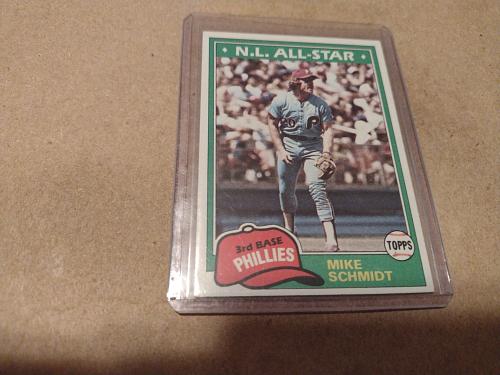 N.L. ALL-STAR
P
3rd BASE
PHILLIES
TOPPS
MIKE
SCHMIDT